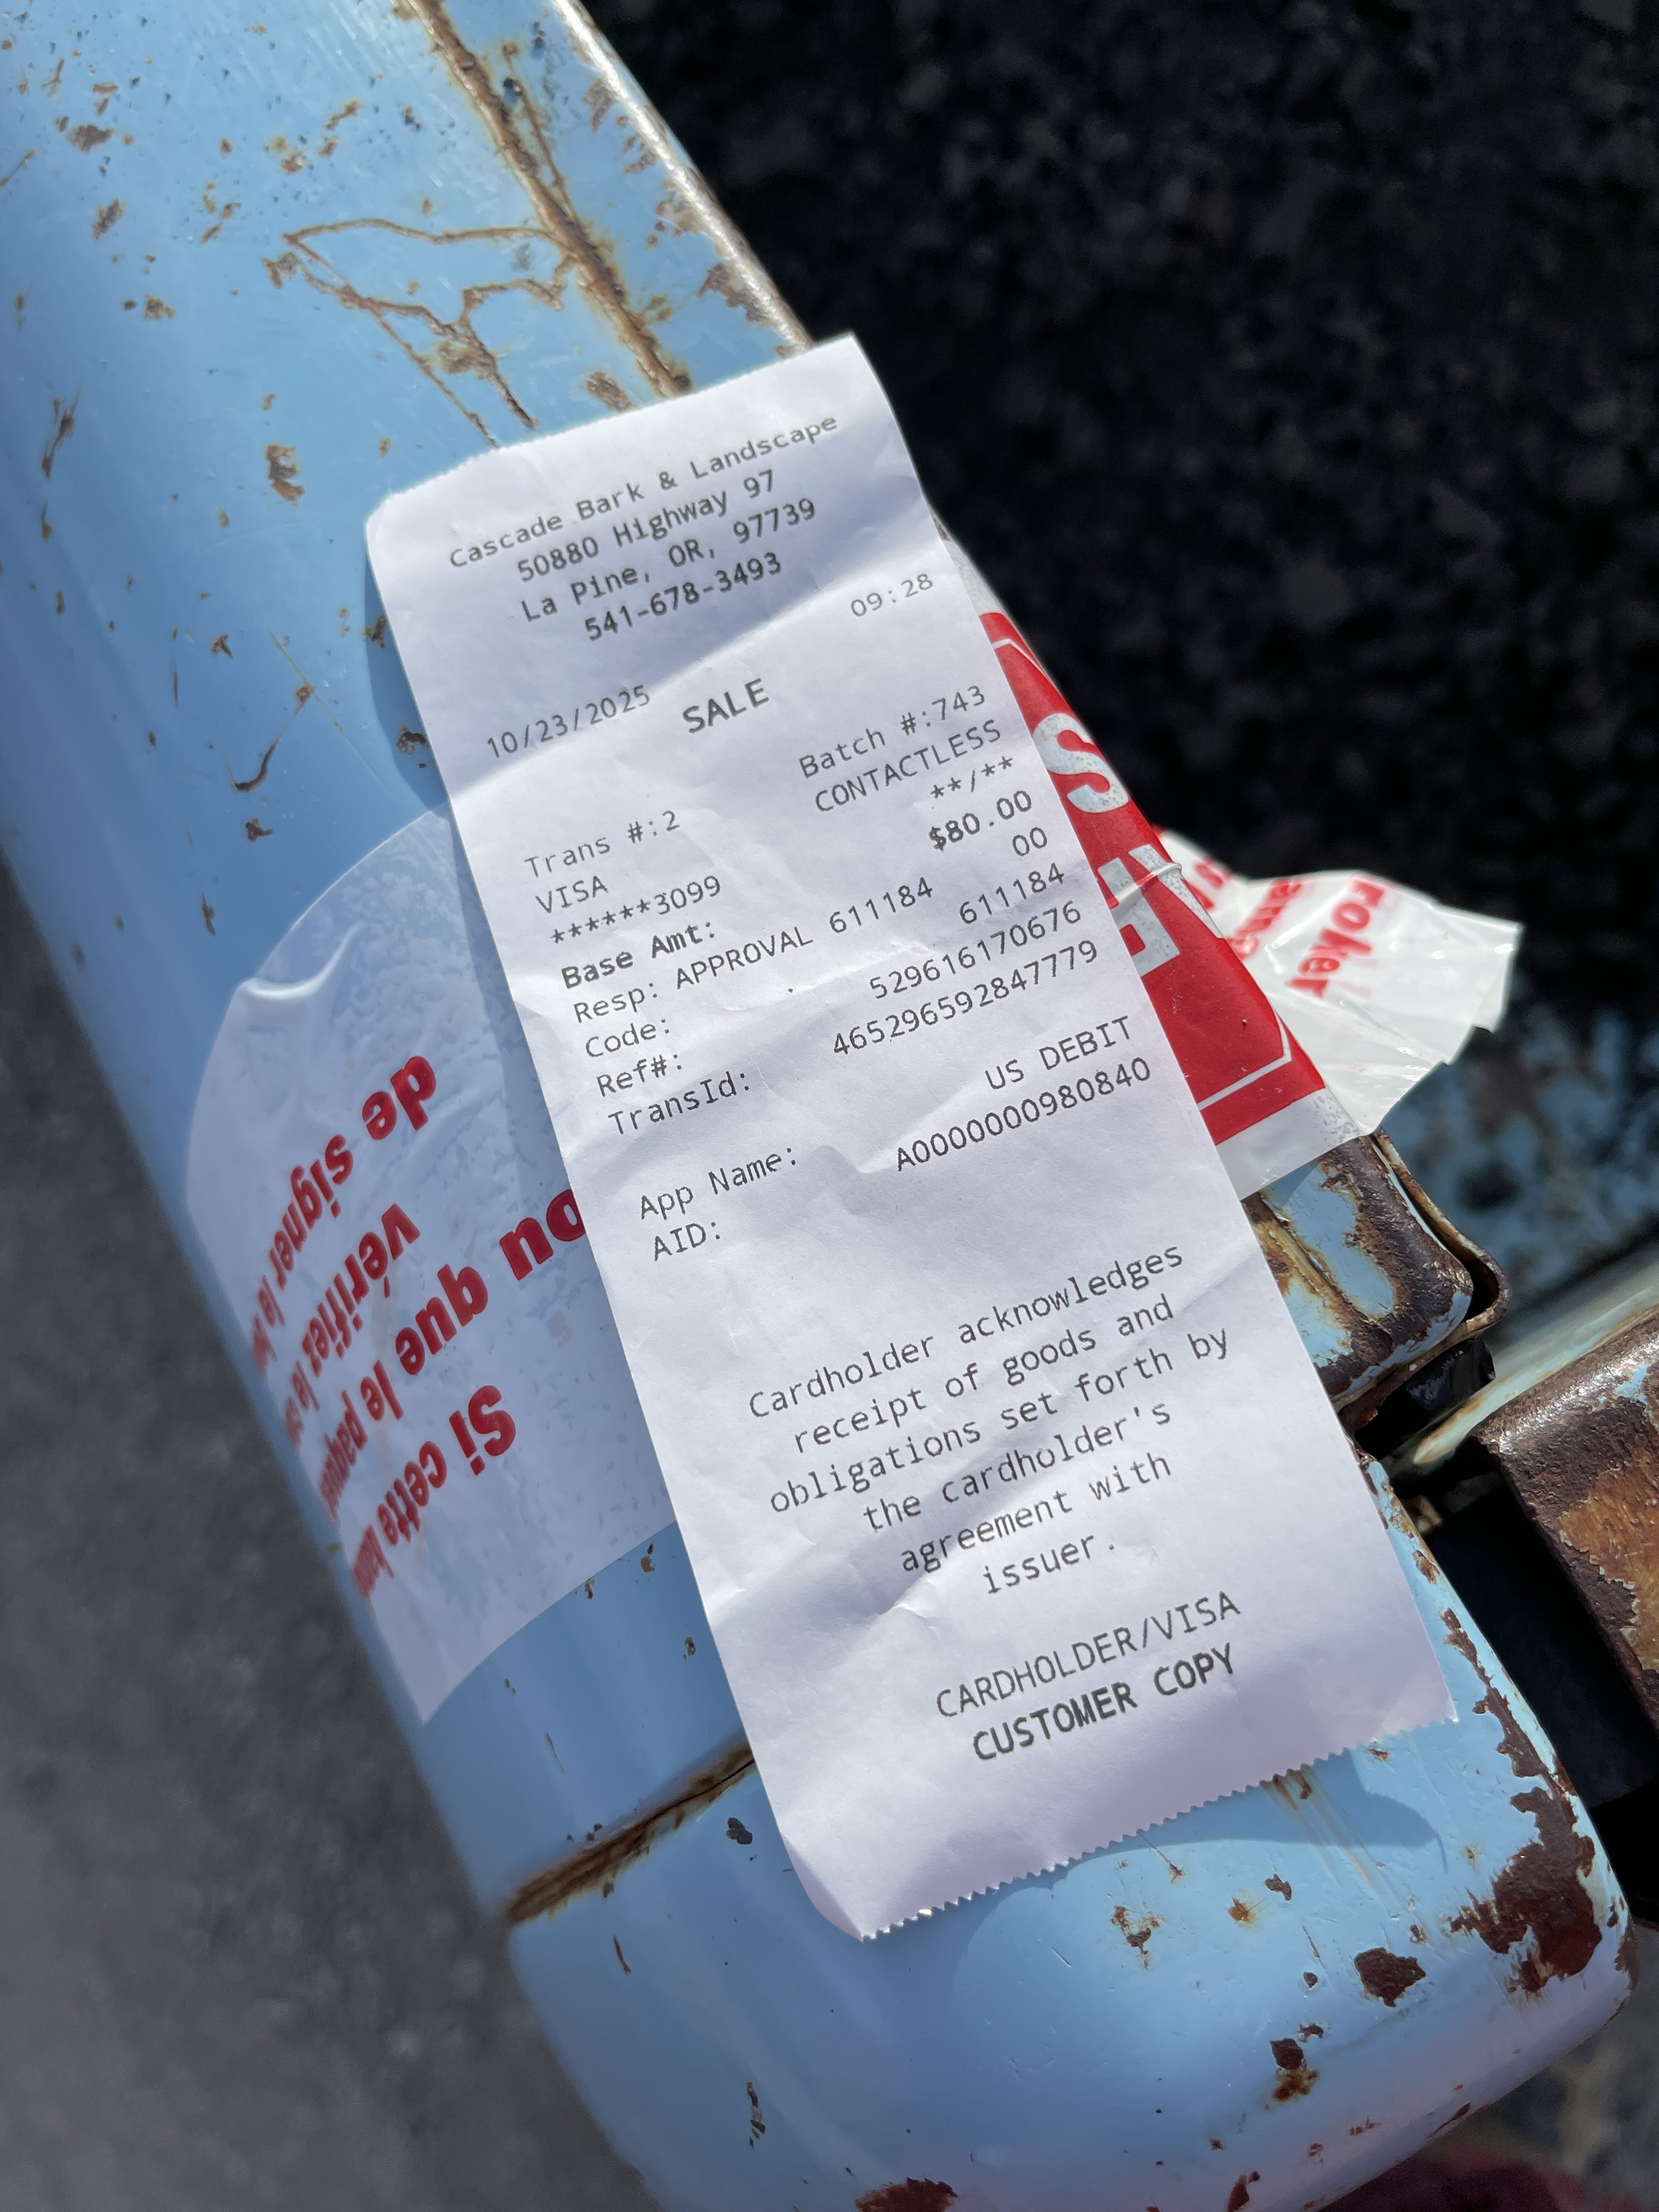 Cascade Bark & Landscape
50880 Highway 97
La Pine, OR, 97739
541-678-3493
10/23/2025 09:28
SALE
Trans #:2 Batch #:743
VISA CONTACTLESS
******3099 **/**
Base Amt: $80.00
Resp: APPROVAL 611184 00
Code: 611184
Ref#: 529616170676
TransId: 465296592847779
App Name: US DEBIT
AID: A0000000980840
Cardholder acknowledges
receipt of goods and
obligations set forth by
the cardholder's
agreement with
issuer.
CARDHOLDER/VISA
CUSTOMER COPY
Si cette
que le
vérifiez
de signer
ou
roker